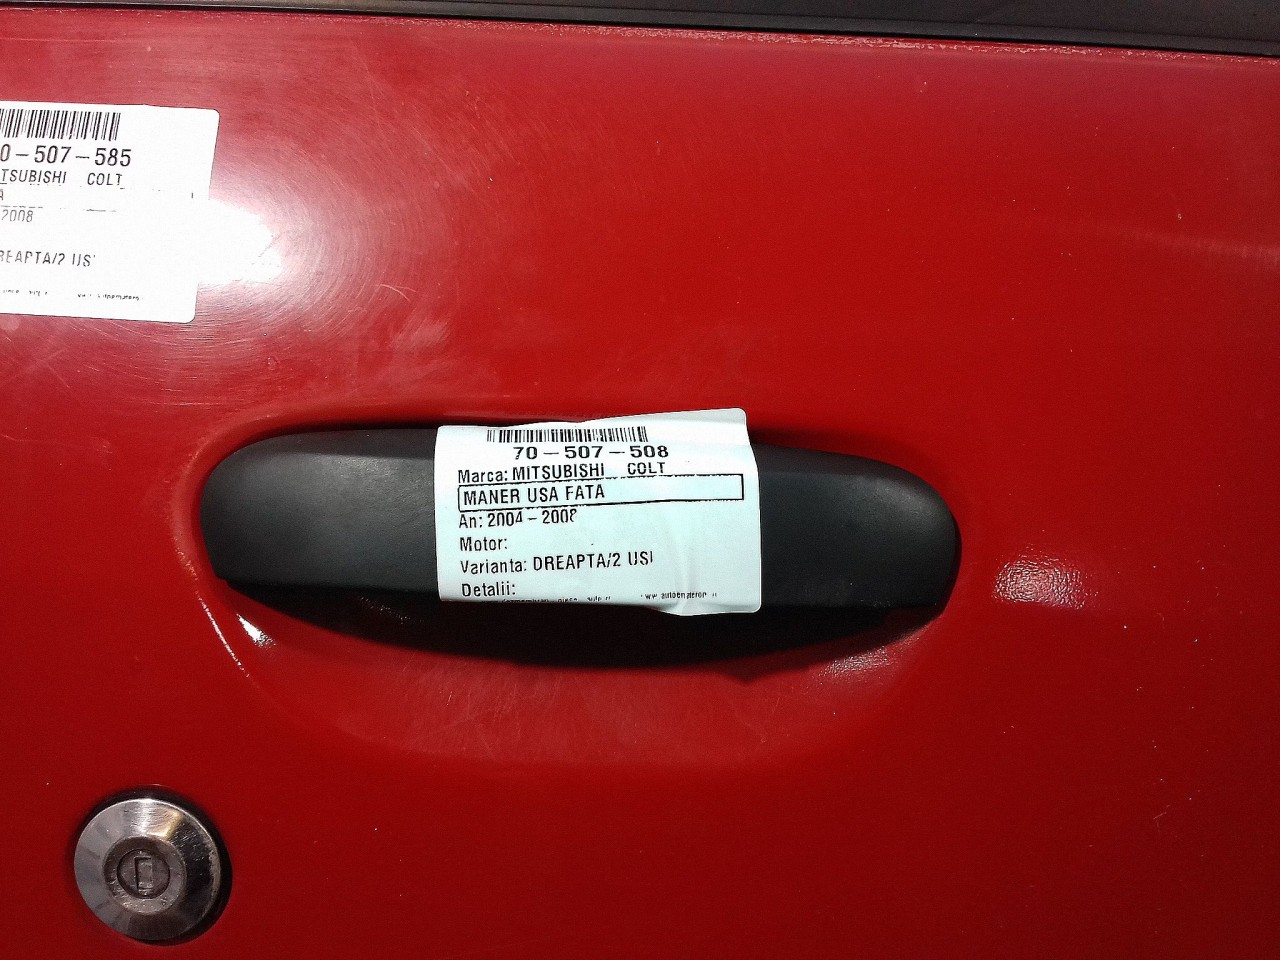 0-507-585
TSUBISHI COLT
A
2008
REAPTA/2 US
70-507-508
Marca: MITSUBISHI COLT
MANER USA FATA
An: 2004-2008
Motor:
Varianta: DREAPTA/2 USI
Detalii: